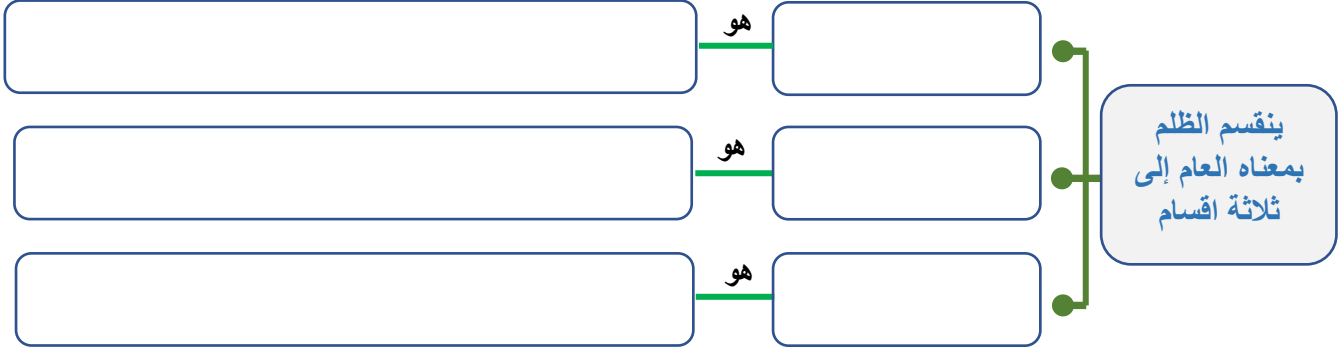 هو
ينقسم الظلم
بمعناه العام إلى
ثلاثة اقسام
هو
هو